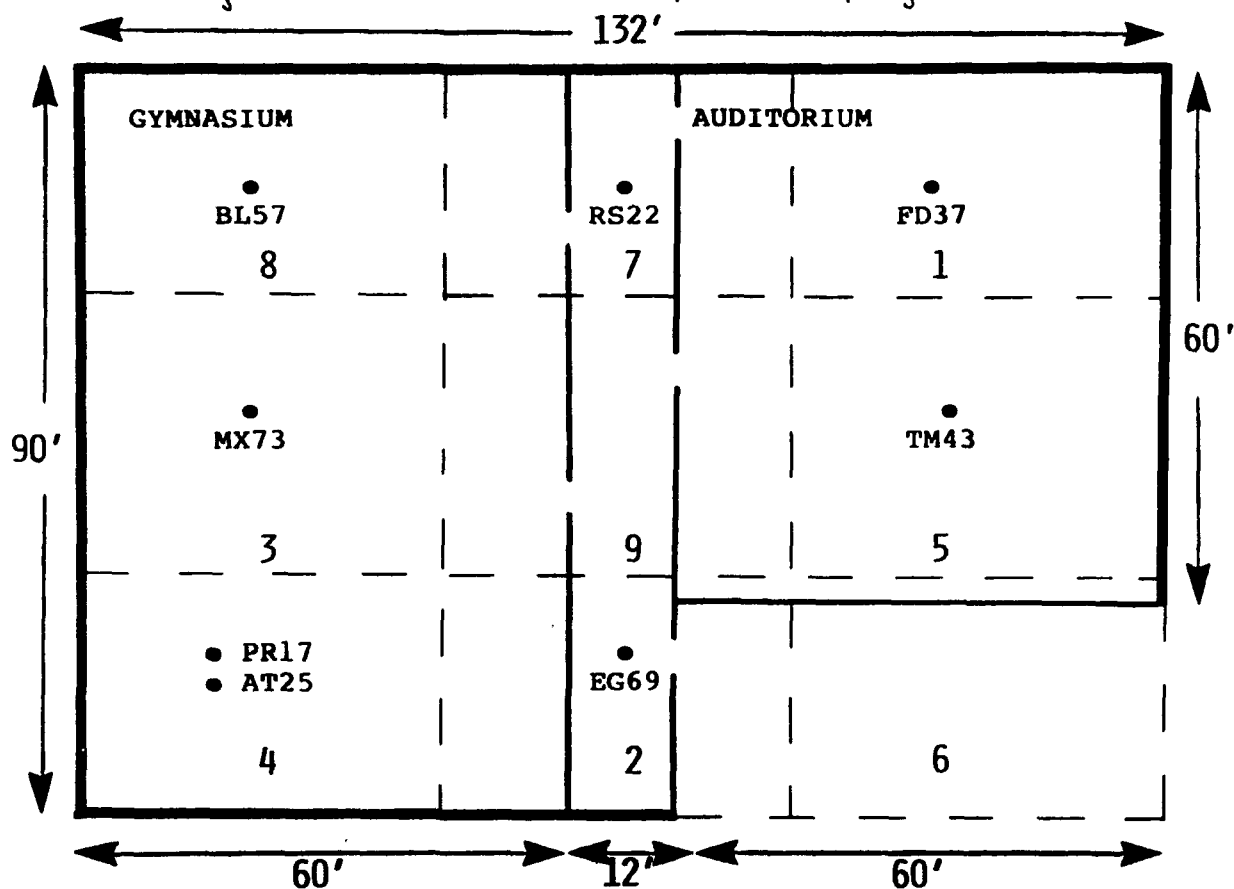 132'
GYMNASIUM
AUDITORIUM
BL57
RS22
FD37
8
7
1
60'
90'
MX73
TM43
3
9
5
PR17
AT25
EG69
4
2
6
60'
12'
60'